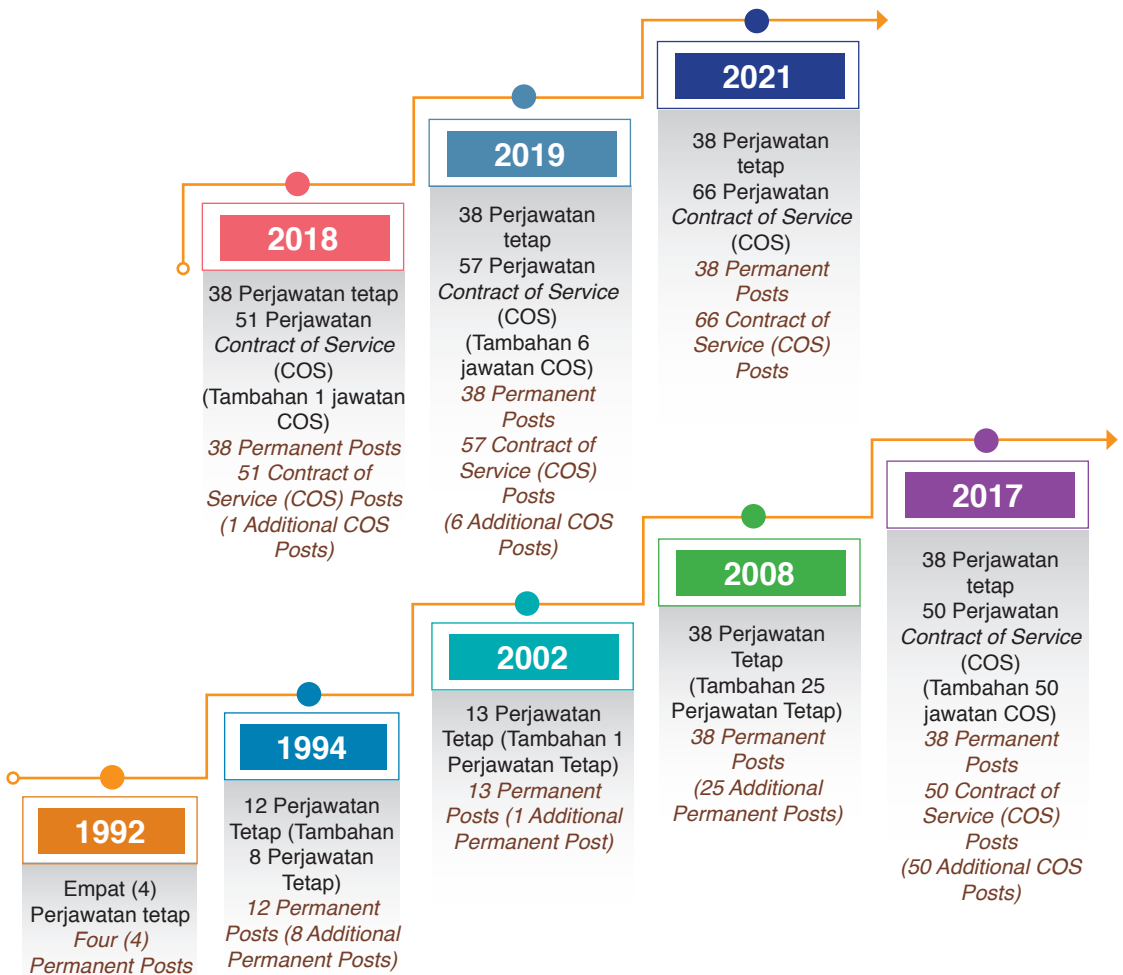 1992
Empat (4)
Perjawatan tetap
Four (4)
Permanent Posts
1994
12 Perjawatan
Tetap (Tambahan
8 Perjawatan
Tetap)
12 Permanent
Posts (8 Additional
Permanent Posts)
2002
13 Perjawatan
Tetap (Tambahan 1
Perjawatan Tetap)
13 Permanent
Posts (1 Additional
Permanent Post)
2008
38 Perjawatan
Tetap
(Tambahan 25
Perjawatan Tetap)
38 Permanent
Posts
(25 Additional
Permanent Posts)
2017
38 Perjawatan
tetap
50 Perjawatan
Contract of Service
(COS)
(Tambahan 50
jawatan COS)
38 Permanent
Posts
50 Contract of
Service (COS)
Posts
(50 Additional COS
Posts)
2018
38 Perjawatan tetap
51 Perjawatan
Contract of Service
(COS)
(Tambahan 1 jawatan
COS)
38 Permanent Posts
51 Contract of
Service (COS) Posts
(1 Additional COS
Posts)
2019
38 Perjawatan
tetap
57 Perjawatan
Contract of Service
(COS)
(Tambahan 6
jawatan COS)
38 Permanent
Posts
57 Contract of
Service (COS)
Posts
(6 Additional COS
Posts)
2021
38 Perjawatan
tetap
66 Perjawatan
Contract of Service
(COS)
38 Permanent
Posts
66 Contract of
Service (COS)
Posts